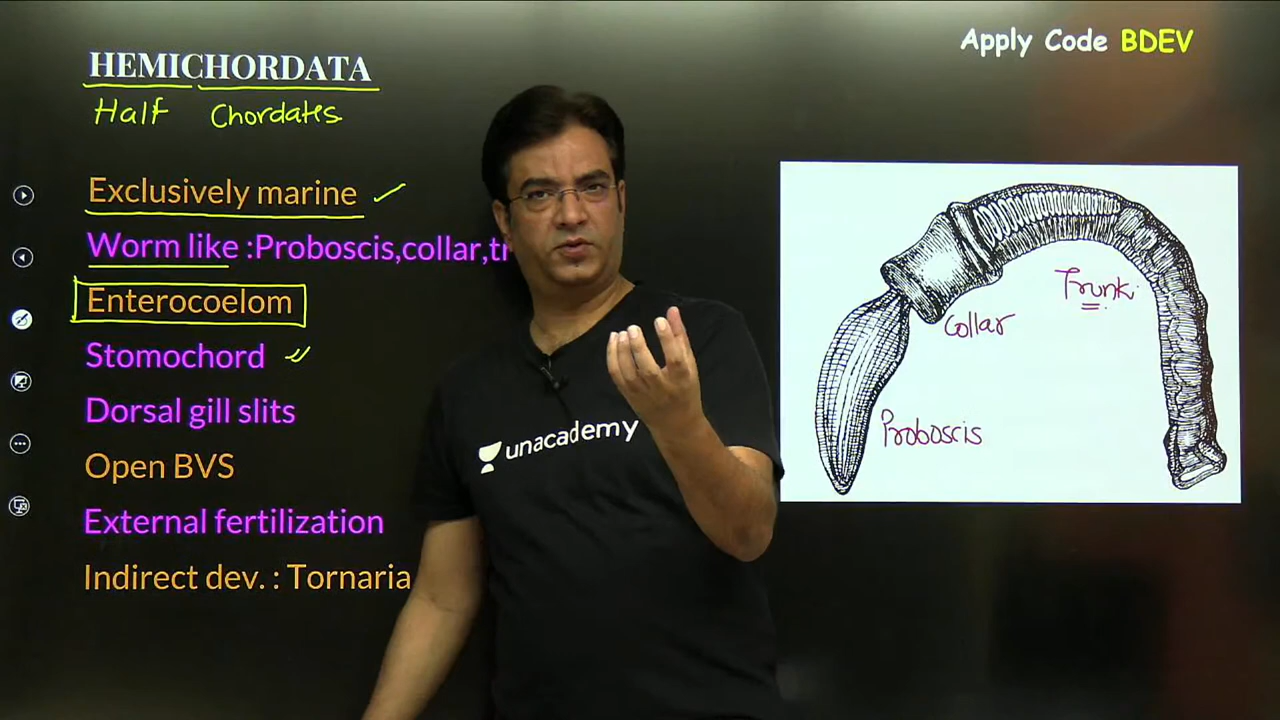 HEMICHORDATA
Apply Code BDEV
Half Chordates
Exclusively marine
Worm like :Proboscis,collar,tr
Enterocoelom
Stomochord
Dorsal gill slits
Open BVS
External fertilization
Indirect dev. : Tornaria
unacademy
Trunk
Collar
Proboscis